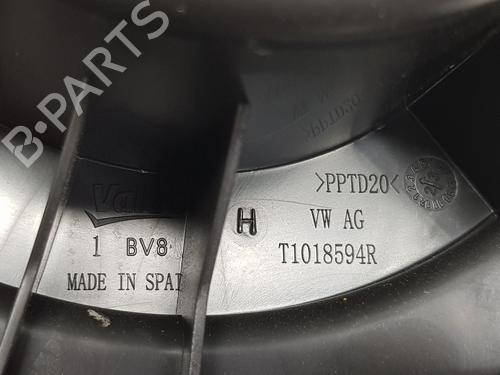 B-PARTS
>PPTD20<
H
VW AG
1 BV8
T1018594R
MADE IN SPAI